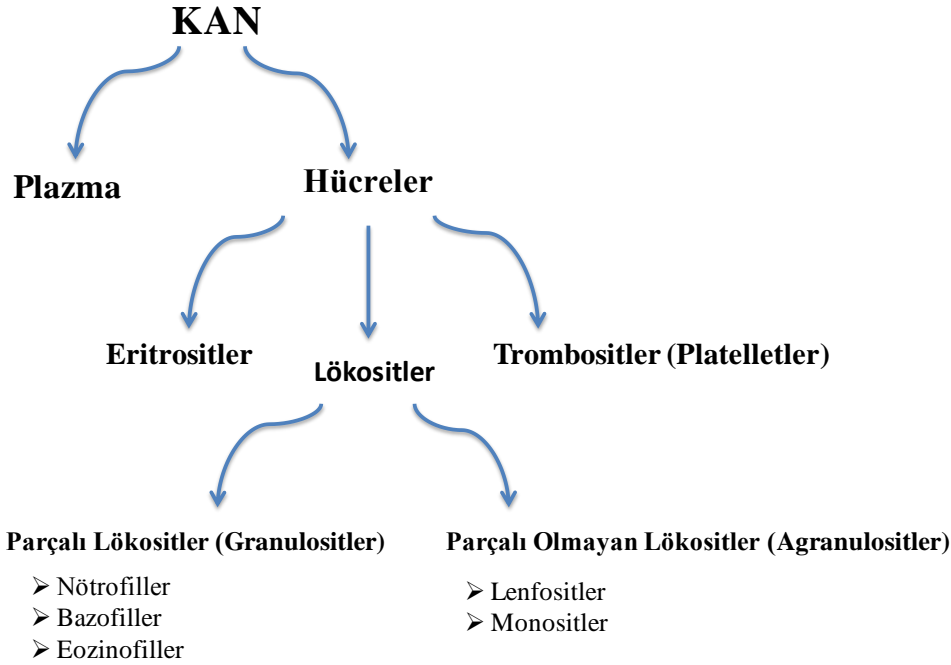 KAN
Plazma
Hücreler
Eritrositler
Lökositler
Trombositler (Platelletler)
Parçalı Lökositler (Granulositler)
➢ Nötrofiller
➢ Bazofiller
➢ Eozinofiller
Parçalı Olmayan Lökositler (Agranulositler)
➢ Lenfositler
➢ Monositler